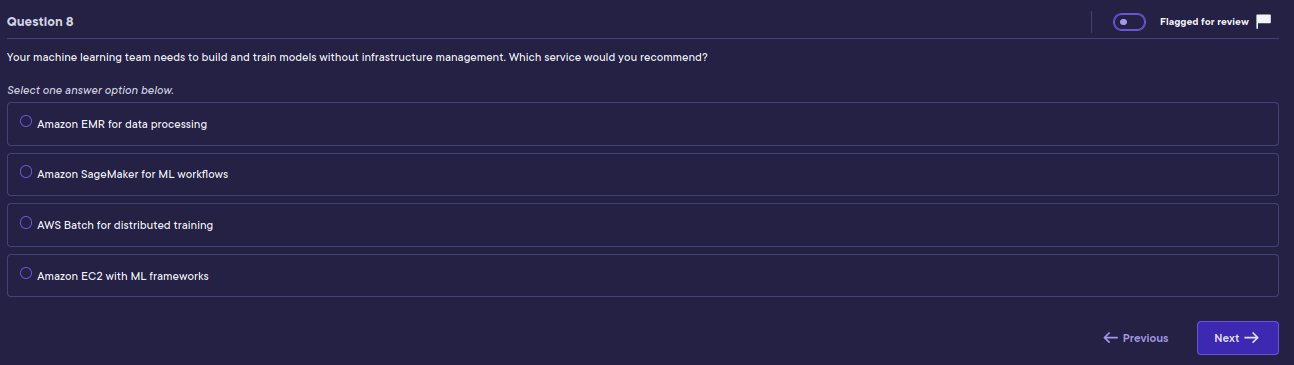 Question 8
Flagged for review
Your machine learning team needs to build and train models without infrastructure management. Which service would you recommend?
Select one answer option below.
Amazon EMR for data processing
Amazon SageMaker for ML workflows
AWS Batch for distributed training
Amazon EC2 with ML frameworks
Previous
Next